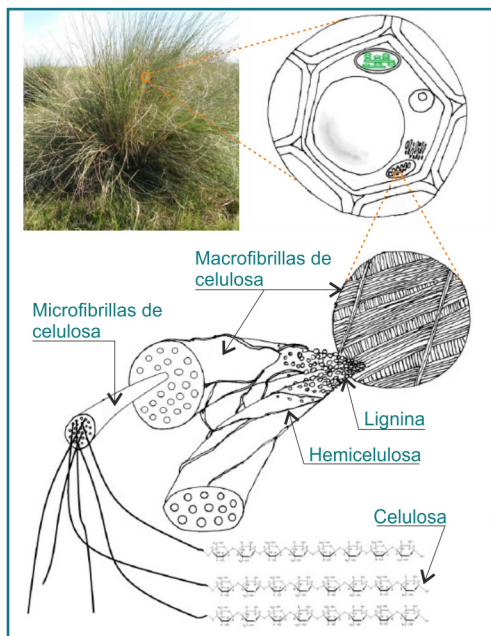 Macrofibrillas de
celulosa
Microfibrillas de
celulosa
Lignina
Hemicelulosa
Celulosa